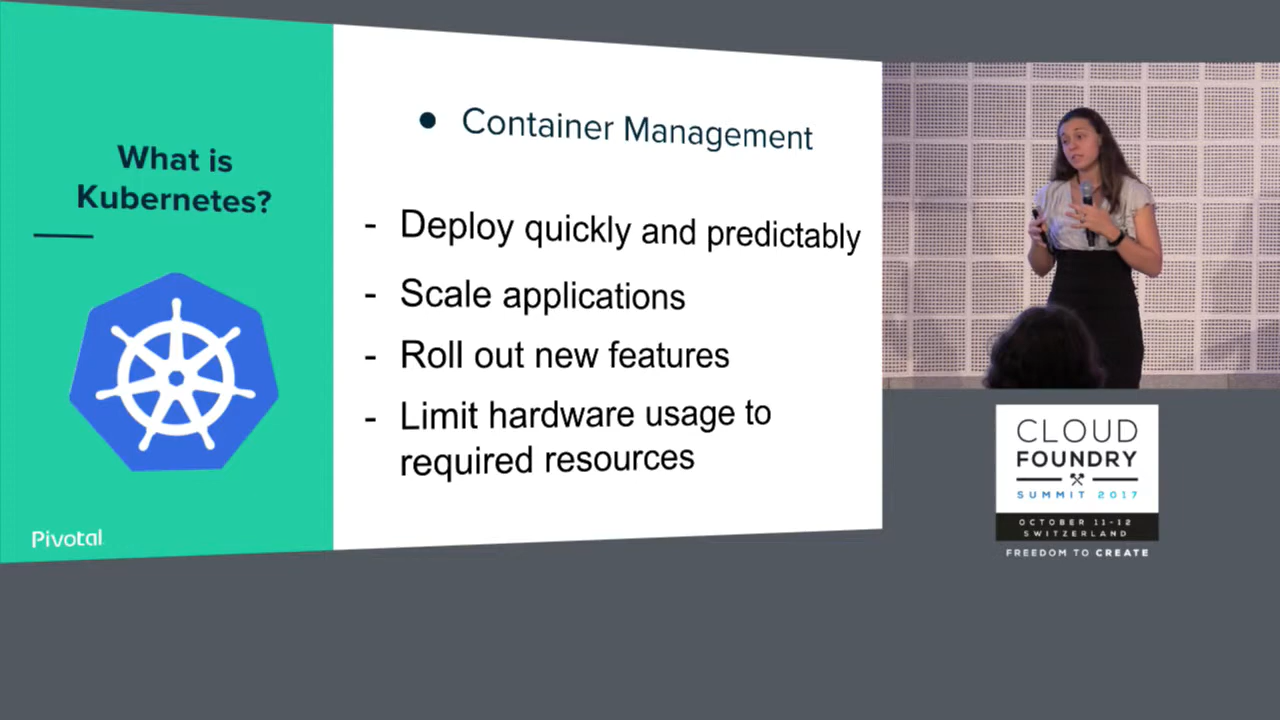 What is
Kubernetes?
Pivotal
● Container Management
- Deploy quickly and predictably
- Scale applications
- Roll out new features
- Limit hardware usage to
required resources
CLOUD
FOUNDRY
SUMMIT 2017
OCTOBER 11-12
SWITZERLAND
FREEDOM TO CREATE